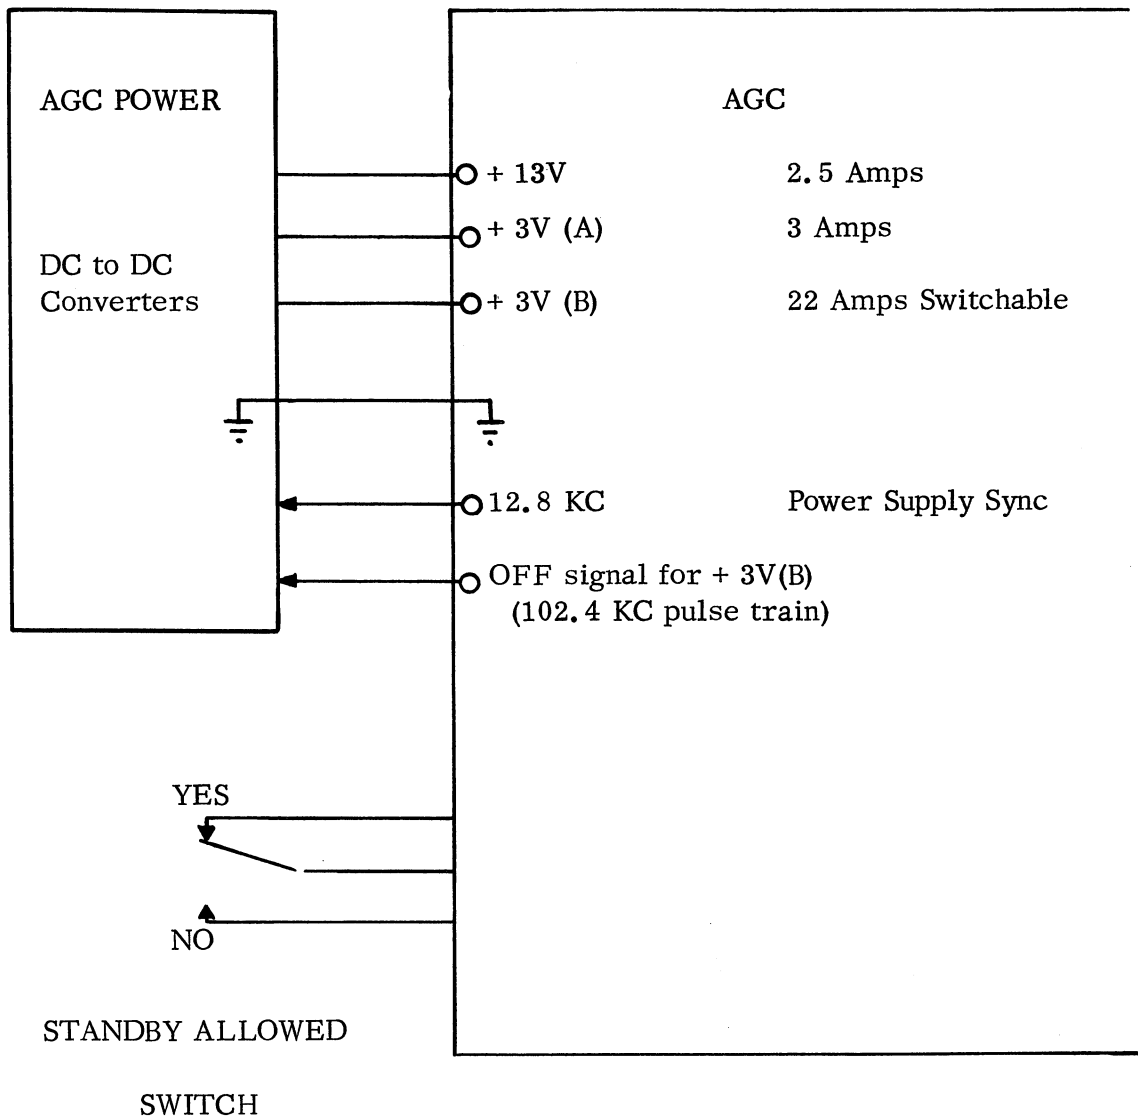 AGC POWER
DC to DC
Converters
AGC
+ 13V 2.5 Amps
+ 3V (A) 3 Amps
+ 3V (B) 22 Amps Switchable
12.8 KC Power Supply Sync
OFF signal for + 3V(B)
(102.4 KC pulse train)
YES
NO
STANDBY ALLOWED
SWITCH